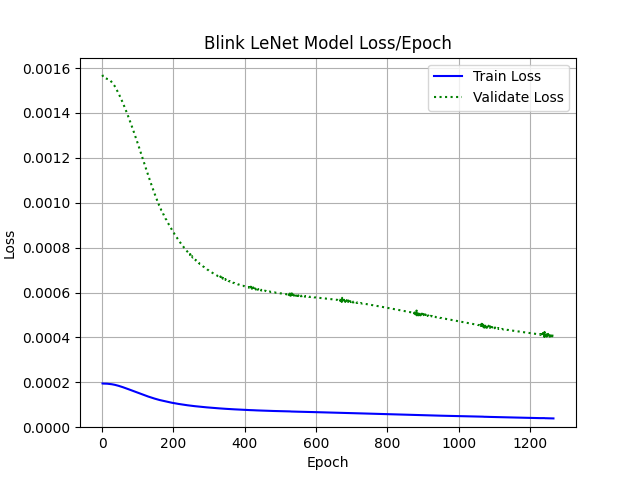 Blink LeNet Model Loss/Epoch
Train Loss
Validate Loss
0.0016
0.0014
0.0012
0.0010
0.0008
0.0006
0.0004
0.0002
0.0000
Loss
0 200 400 600 800 1000 1200
Epoch